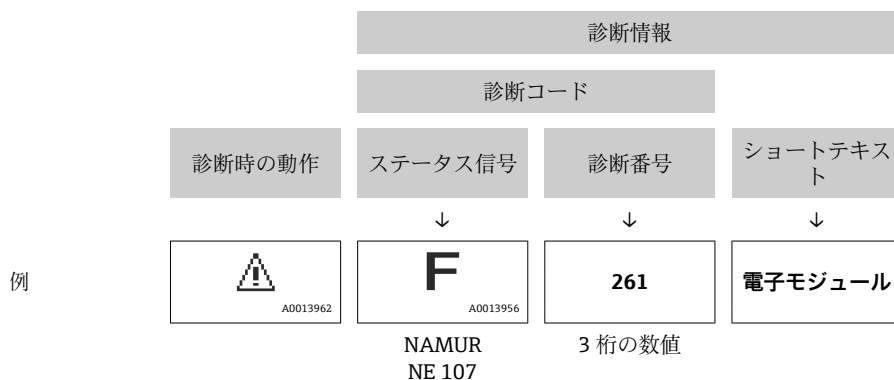 診断情報
診断コード
診断時の動作
ステータス信号
診断番号
ショートテキス
ト
↓
↓
↓
例
A0013962
F
A0013956
261
電子モジュール
NAMUR
NE 107
3 桁の数値